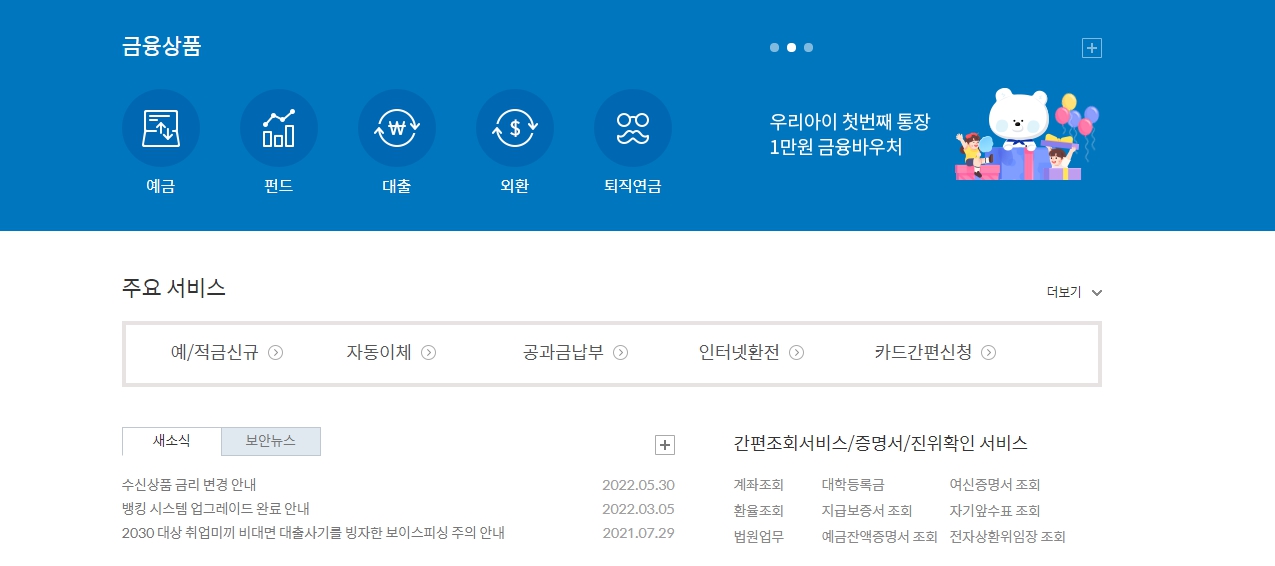 금융상품
예금
펀드
대출
외환
퇴직연금
우리아이 첫번째 통장
1만원 금융바우처
주요 서비스
더보기
예/적금신규
자동이체
공과금납부
인터넷환전
카드간편신청
새소식
보안뉴스
수신상품 금리 변경 안내 2022.05.30
뱅킹 시스템 업그레이드 완료 안내 2022.03.05
2030 대상 취업미끼 비대면 대출사기를 빙자한 보이스피싱 주의 안내 2021.07.29
간편조회서비스/증명서/진위확인 서비스
계좌조회 대학등록금 여신증명서 조회
환율조회 지급보증서 조회 자기앞수표 조회
법원업무 예금잔액증명서 조회 전자상환위임장 조회